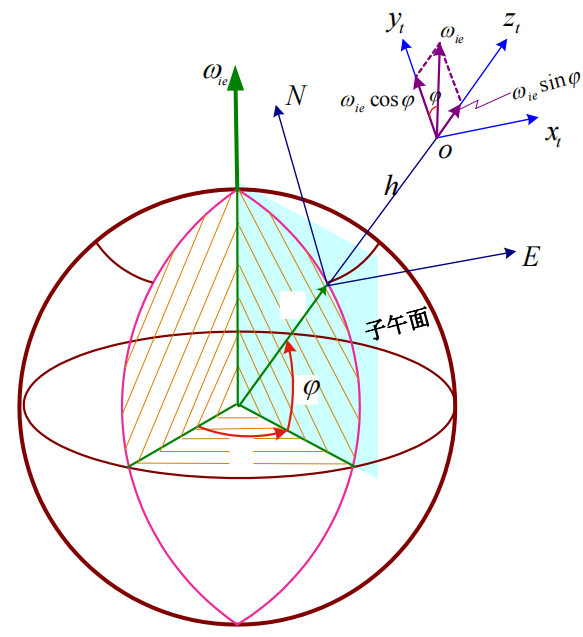 y_t
ω_ie
z_t
ω_ie
N
ω_ie cos φ
φ
ω_ie sin φ
x_t
o
h
E
子午面
φ